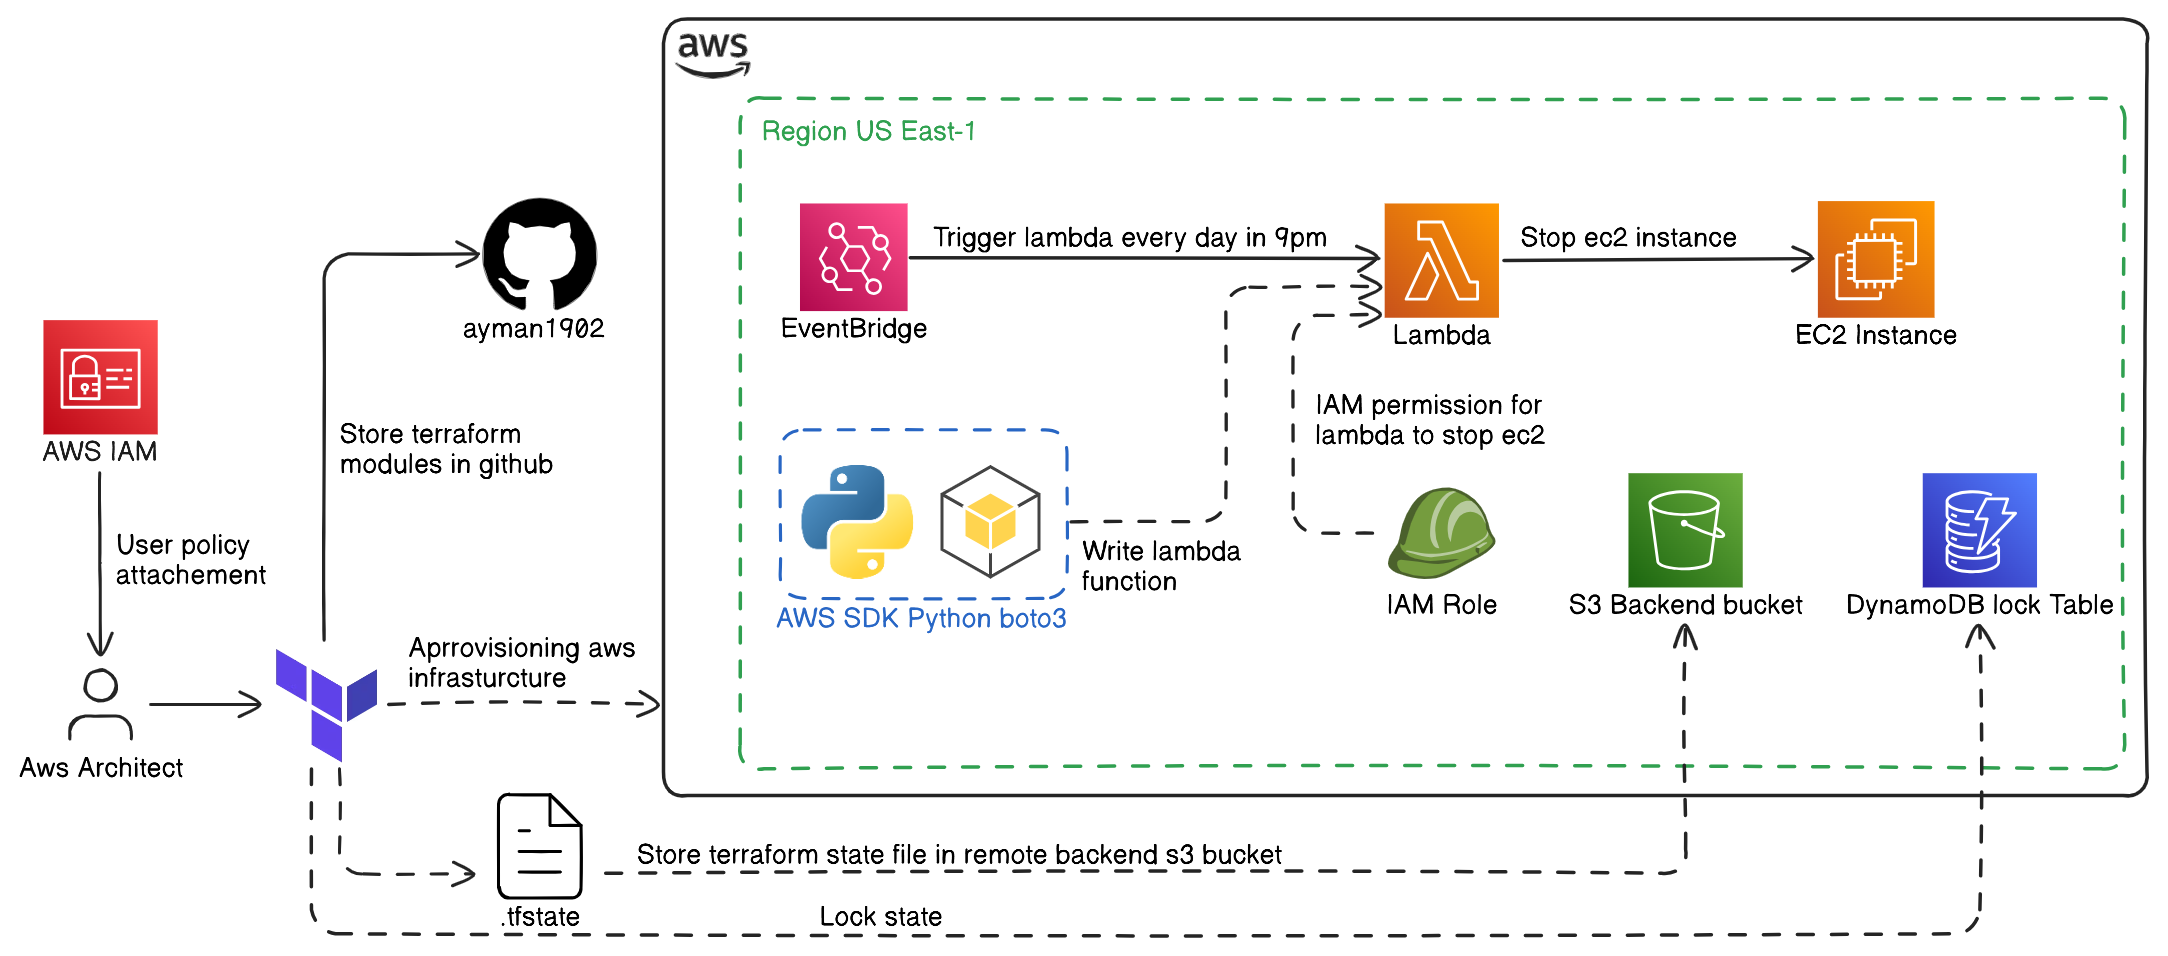 aws
Region US East-1
Trigger lambda every day in 9pm
Stop ec2 instance
EventBridge
Lambda
EC2 Instance
ayman1902
Store terraform
modules in github
AWS IAM
User policy
attachement
IAM permission for
lambda to stop ec2
Write lambda
function
AWS SDK Python boto3
IAM Role
S3 Backend bucket
DynamoDB lock Table
Aprrovisioning aws
infrasturcture
Aws Architect
Store terraform state file in remote backend s3 bucket
.tfstate
Lock state